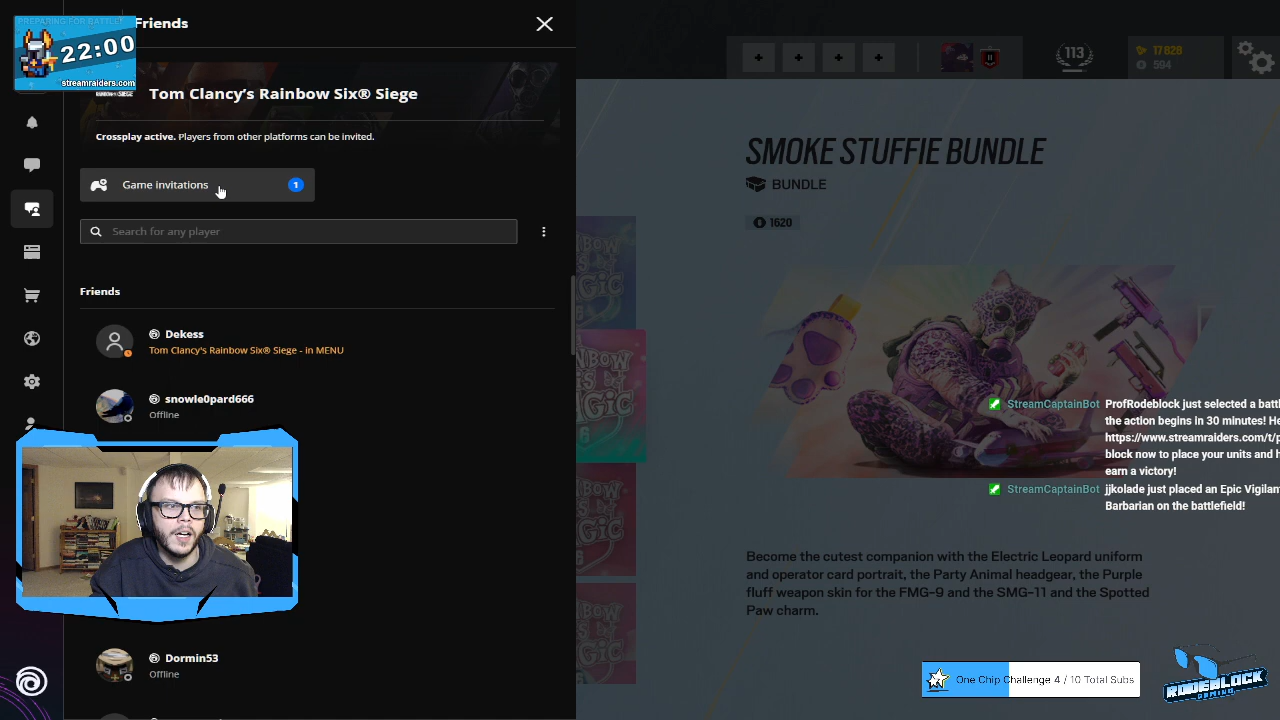 PREPARING FOR BATTLE!
22:00
streamraiders.com
Friends
Tom Clancy's Rainbow Six® Siege
Crossplay active. Players from other platforms can be invited.
Game invitations
1
Search for any player
Friends
Dekess
Tom Clancy's Rainbow Six® Siege - in MENU
snowle0pard666
Offline
Dormin53
Offline
113
17 828
594
SMOKE STUFFIE BUNDLE
BUNDLE
1620
StreamCaptainBot ProfRodeblock just selected a battl
the action begins in 30 minutes! He
https://www.streamraiders.com/t/p
block now to place your units and h
earn a victory!
StreamCaptainBot jjkolade just placed an Epic Vigilan
Barbarian on the battlefield!
Become the cutest companion with the Electric Leopard uniform
and operator card portrait, the Party Animal headgear, the Purple
fluff weapon skin for the FMG-9 and the SMG-11 and the Spotted
Paw charm.
One Chip Challenge 4 / 10 Total Subs
RODEBLOCK
GAMING